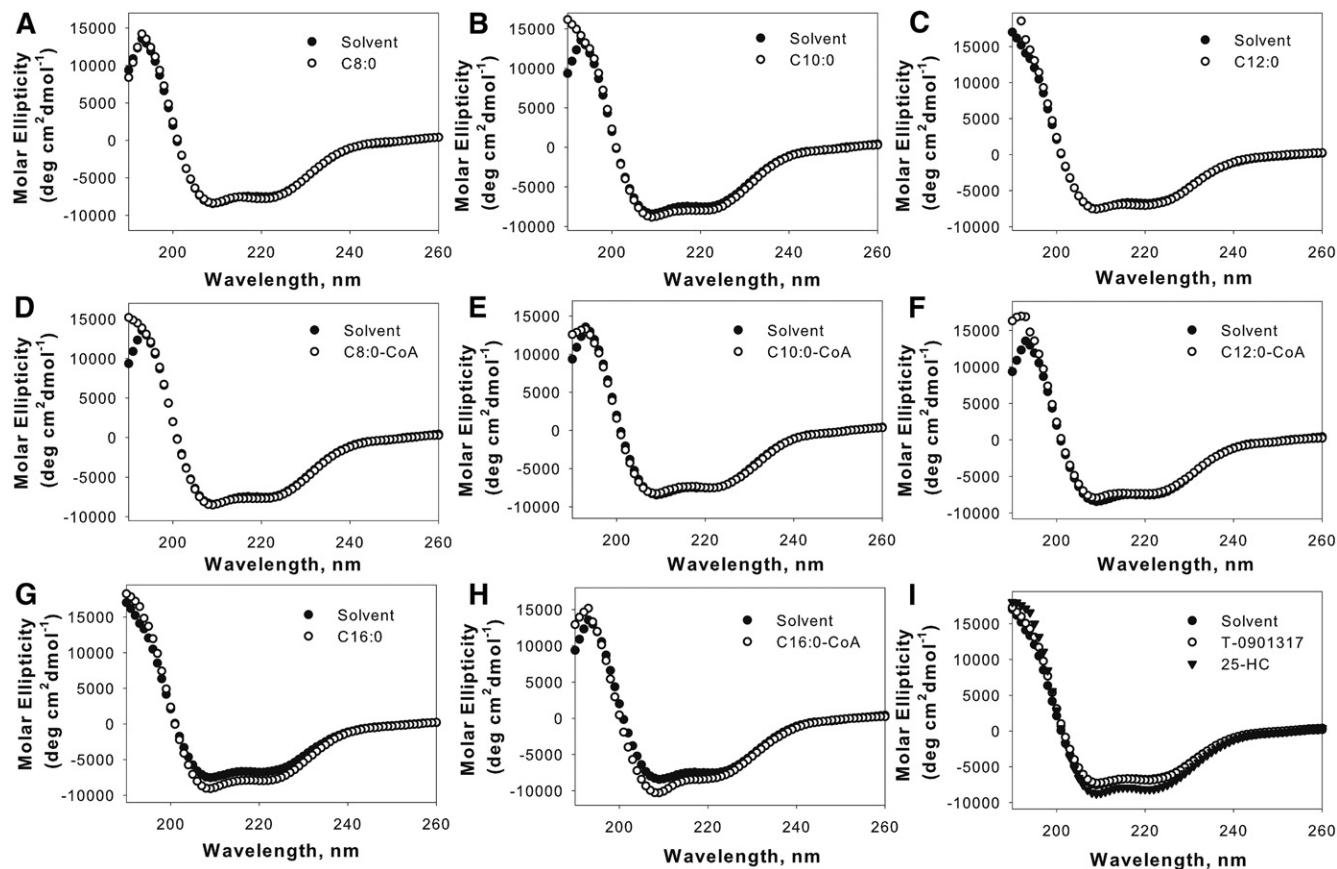 A
Molar Ellipticity
(deg cm²dmol⁻¹)
15000
10000
5000
0
-5000
-10000
Solvent
C8:0
200
220
240
260
Wavelength, nm
B
Molar Ellipticity
(deg cm²dmol⁻¹)
15000
10000
5000
0
-5000
-10000
Solvent
C10:0
200
220
240
260
Wavelength, nm
C
Molar Ellipticity
(deg cm²dmol⁻¹)
15000
10000
5000
0
-5000
-10000
Solvent
C12:0
200
220
240
260
Wavelength, nm
D
Molar Ellipticity
(deg cm²dmol⁻¹)
15000
10000
5000
0
-5000
-10000
Solvent
C8:0-CoA
200
220
240
260
Wavelength, nm
E
Molar Ellipticity
(deg cm²dmol⁻¹)
15000
10000
5000
0
-5000
-10000
Solvent
C10:0-CoA
200
220
240
260
Wavelength, nm
F
Molar Ellipticity
(deg cm²dmol⁻¹)
15000
10000
5000
0
-5000
-10000
Solvent
C12:0-CoA
200
220
240
260
Wavelength, nm
G
Molar Ellipticity
(deg cm²dmol⁻¹)
15000
10000
5000
0
-5000
-10000
Solvent
C16:0
200
220
240
260
Wavelength, nm
H
Molar Ellipticity
(deg cm²dmol⁻¹)
15000
10000
5000
0
-5000
-10000
Solvent
C16:0-CoA
200
220
240
260
Wavelength, nm
I
Molar Ellipticity
(deg cm²dmol⁻¹)
15000
10000
5000
0
-5000
-10000
Solvent
T-0901317
25-HC
200
220
240
260
Wavelength, nm